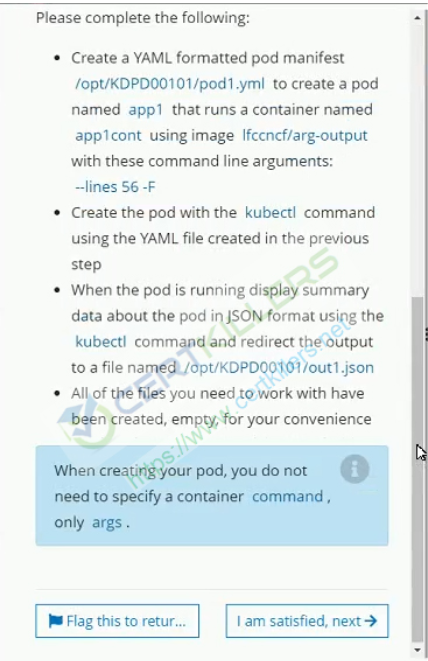 Please complete the following:
• Create a YAML formatted pod manifest
/opt/KDPD00101/pod1.yml to create a pod
named app1 that runs a container named
app1cont using image lfccncf/arg-output
with these command line arguments:
--lines 56 -F
• Create the pod with the kubectl command
using the YAML file created in the previous
step
• When the pod is running display summary
data about the pod in JSON format using the
kubectl command and redirect the output
to a file named /opt/KDPD00101/out1.json
• All of the files you need to work with have
been created, empty, for your convenience
CERTKILLERS
https://www.certkillers.net
When creating your pod, you do not
need to specify a container command ,
only args .
Flag this to retur...
I am satisfied, next